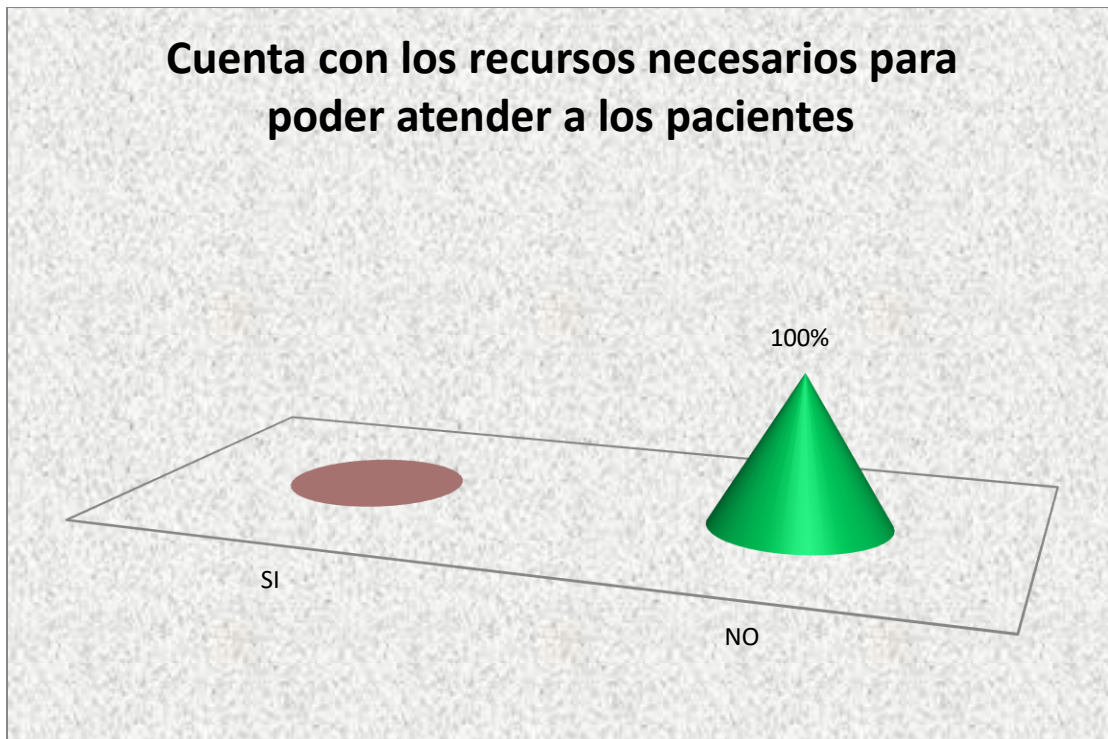 Cuenta con los recursos necesarios para
poder atender a los pacientes
100%
SI
NO